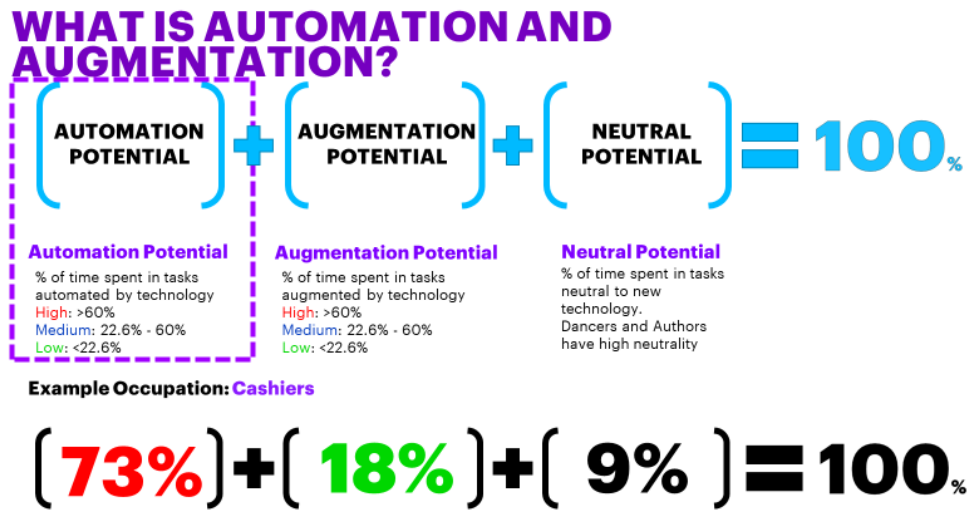 WHAT IS AUTOMATION AND
AUGMENTATION?
AUTOMATION
POTENTIAL
+
AUGMENTATION
POTENTIAL
+
NEUTRAL
POTENTIAL
= 100%
Automation Potential
% of time spent in tasks
automated by technology
High: >60%
Medium: 22.6% - 60%
Low: <22.6%
Augmentation Potential
% of time spent in tasks
augmented by technology
High: >60%
Medium: 22.6% - 60%
Low: <22.6%
Neutral Potential
% of time spent in tasks
neutral to new
technology.
Dancers and Authors
have high neutrality
Example Occupation: Cashiers
(73%) + (18%) + (9%) = 100%